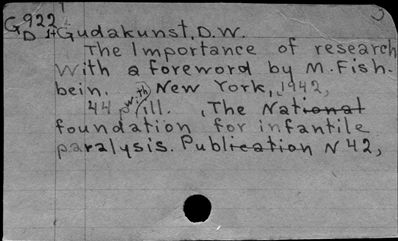 G922
D
Gudakunst, D.W.
The Importance of research
with a foreword by M. Fish-
bein. New York, 1942,
44 p. with ill. , The National
foundation for infantile
paralysis. Publication N 42,